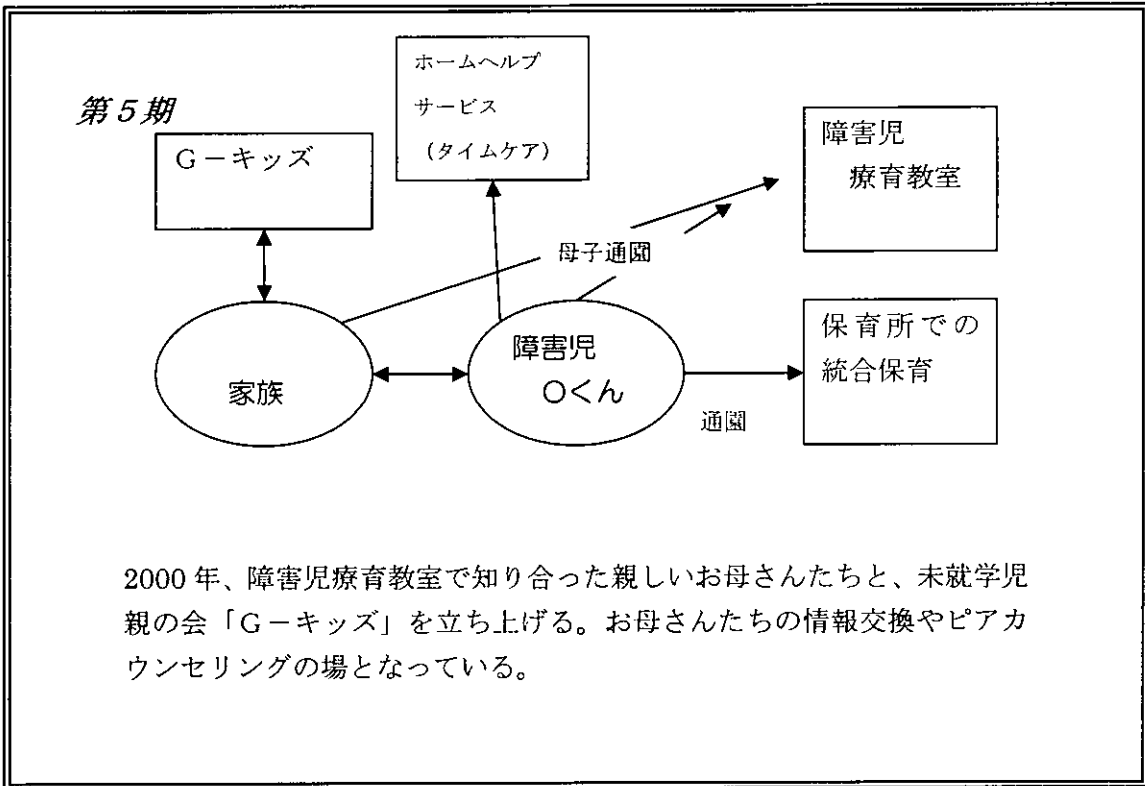 第5期
G－キッズ
ホームヘルプ
サービス
（タイムケア）
障害児
療育教室
母子通園
家族
障害児
Oくん
通園
保育所での
統合保育
2000年、障害児療育教室で知り合った親しいお母さんたちと、未就学児
親の会「G－キッズ」を立ち上げる。お母さんたちの情報交換やピアカ
ウンセリングの場となっている。